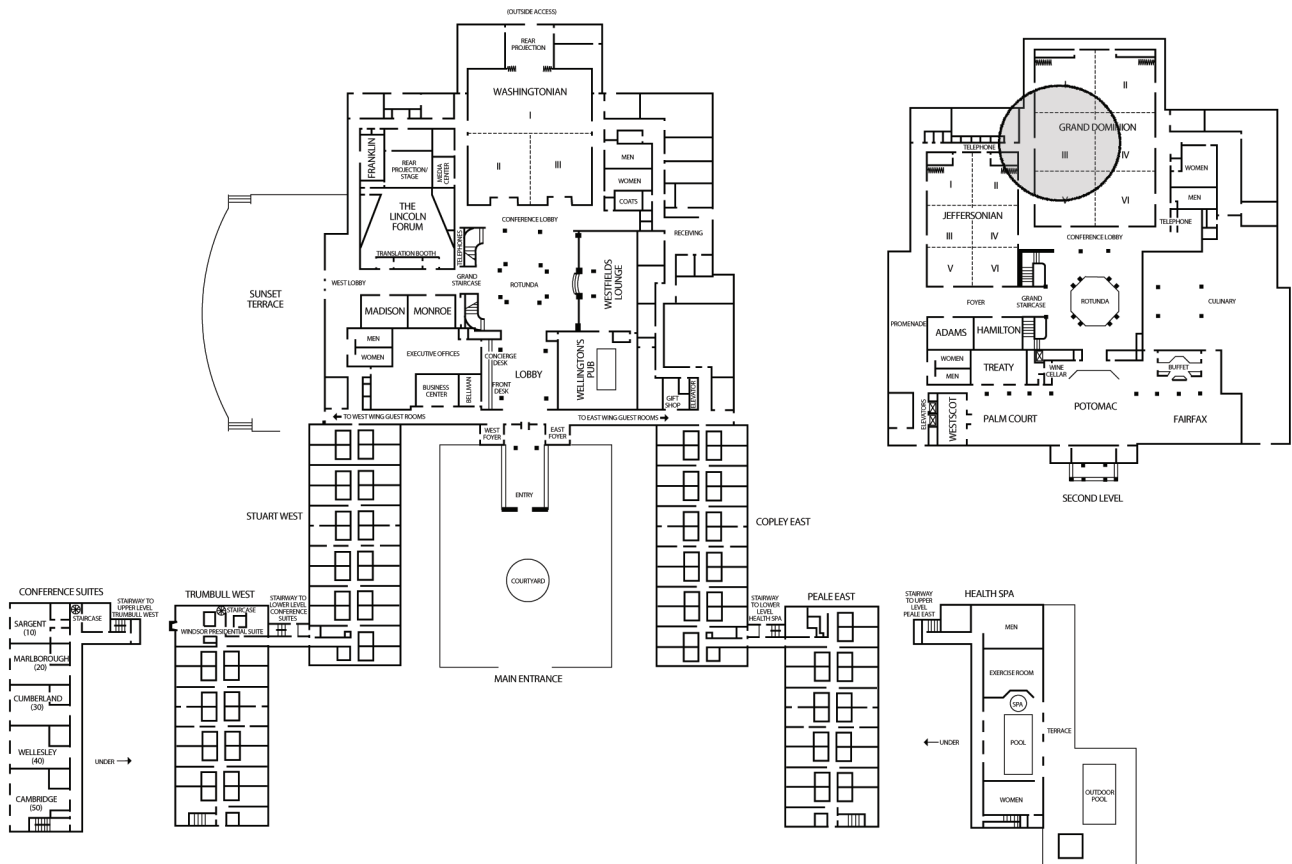 (OUTSIDE ACCESS)
REAR
PROJECTION
WASHINGTONIAN
I
II
III
FRANKLIN
REAR
PROJECTION/
STAGE
MEDIA
CENTER
MEN
WOMEN
COATS
THE
LINCOLN
FORUM
TRANSLATION BOOTH
TELEPHONES
CONFERENCE LOBBY
RECEIVING
SUNSET
TERRACE
WEST LOBBY
GRAND
STAIRCASE
ROTUNDA
WESTFIELDS
LOUNGE
MADISON
MONROE
MEN
WOMEN
EXECUTIVE OFFICES
CONCIERGE
DESK
LOBBY
WELLINGTON'S
PUB
BUSINESS
CENTER
BELLMAN
FRONT
DESK
GIFT
SHOP
ELEVATOR
TO WEST WING GUEST ROOMS
TO EAST WING GUEST ROOMS
WEST
FOYER
EAST
FOYER
ENTRY
STUART WEST
COPLEY EAST
COURTYARD
MAIN ENTRANCE
I
II
GRAND DOMINION
III
IV
V
VI
TELEPHONE
I
II
JEFFERSONIAN
III
IV
V
VI
WOMEN
MEN
TELEPHONE
CONFERENCE LOBBY
FOYER
GRAND
STAIRCASE
ROTUNDA
CULINARY
PROMENADE
ADAMS
HAMILTON
WOMEN
MEN
TREATY
WINE
CELLAR
BUFFET
ELEVATORS
WESTSCOT
PALM COURT
POTOMAC
FAIRFAX
SECOND LEVEL
CONFERENCE SUITES
STAIRCASE
STAIRWAY TO
UPPER LEVEL
TRUMBULL WEST
SARGENT
(10)
MARLBOROUGH
(20)
CUMBERLAND
(30)
WELLESLEY
(40)
CAMBRIDGE
(50)
UNDER
TRUMBULL WEST
STAIRCASE
WINDSOR PRESIDENTIAL SUITE
STAIRWAY TO
LOWER LEVEL
CONFERENCE
SUITES
STAIRWAY
TO LOWER
LEVEL
HEALTH SPA
PEALE EAST
HEALTH SPA
STAIRWAY
TO UPPER
LEVEL
PEALE EAST
MEN
EXERCISE ROOM
SPA
POOL
TERRACE
UNDER
WOMEN
OUTDOOR
POOL